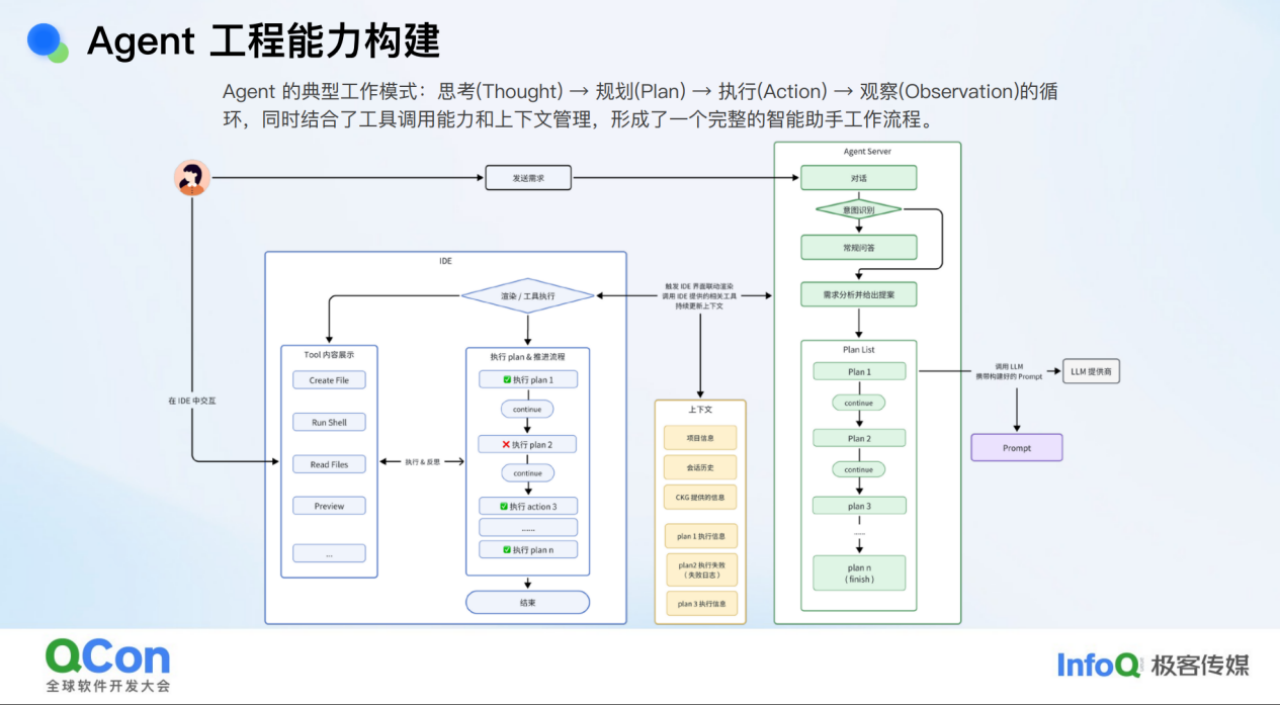 Agent 工程能力构建
Agent 的典型工作模式：思考(Thought) → 规划(Plan) → 执行(Action) → 观察(Observation)的循
环，同时结合了工具调用能力和上下文管理，形成了一个完整的智能助手工作流程。
发送需求
在 IDE 中交互
IDE
渲染 / 工具执行
Tool 内容展示
Create File
Run Shell
Read Files
Preview
...
执行 & 反思
执行 plan & 推进流程
✅ 执行 plan 1
continue
❌ 执行 plan 2
continue
✅ 执行 action 3
......
✅ 执行 plan n
结束
触发 IDE 界面联动渲染
调用 IDE 提供的相关工具
持续更新上下文
上下文
项目信息
会话历史
CKG 提供的信息
plan 1 执行信息
plan2 执行失败
（失败日志）
plan 3 执行信息
Agent Server
对话
意图识别
常规问答
需求分析并给出提案
Plan List
Plan 1
continue
Plan 2
continue
plan 3
......
plan n
( finish )
调用 LLM
携带构建好的 Prompt
LLM 提供商
Prompt
QCon
全球软件开发大会
InfoQ 极客传媒